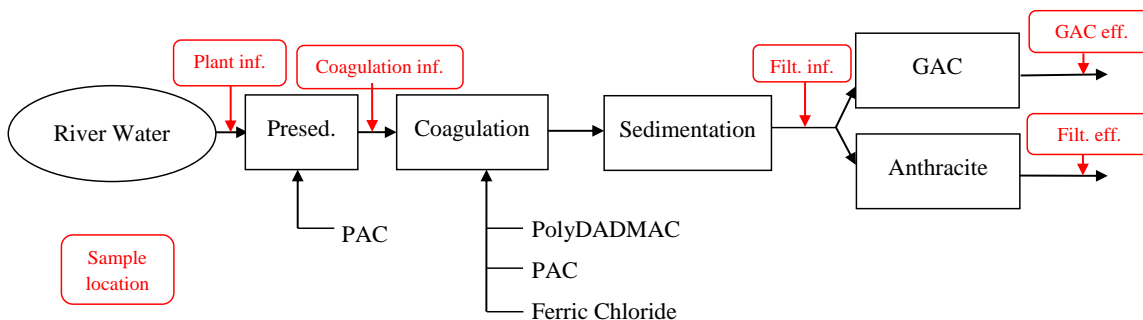 GAC eff.
Plant inf.
Coagulation inf.
Filt. inf.
GAC
River Water
Presed.
Coagulation
Sedimentation
Filt. eff.
Anthracite
PAC
PolyDADMAC
PAC
Ferric Chloride
Sample
location